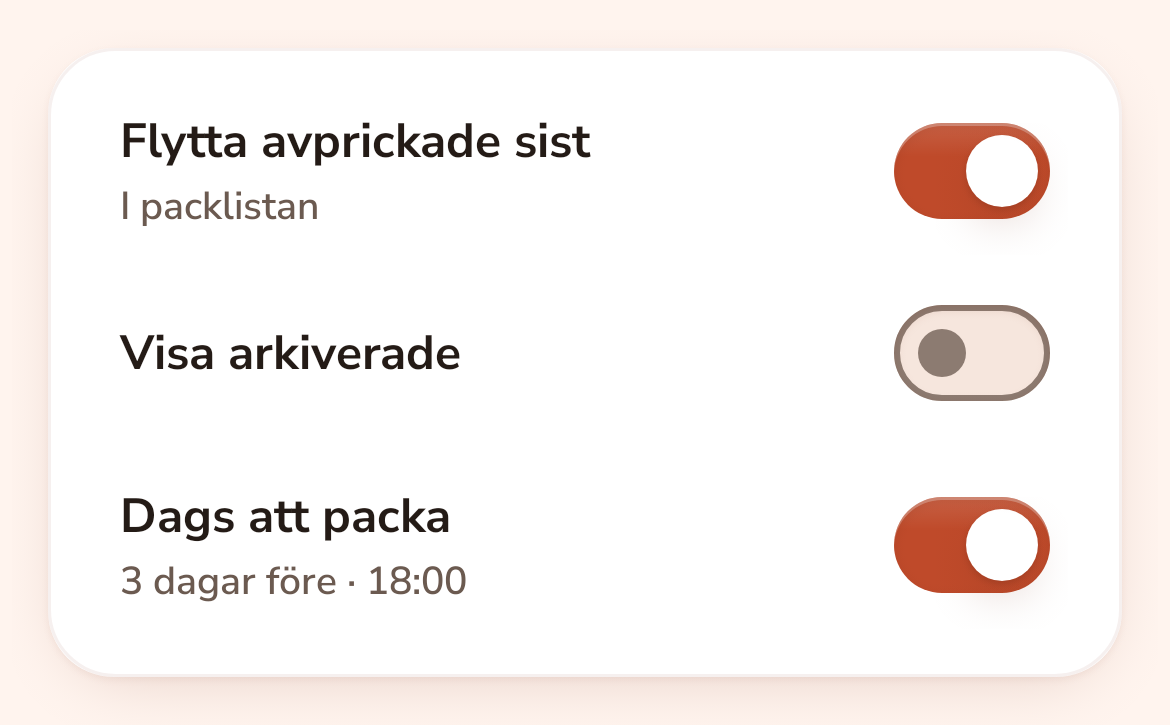 Flytta avprickade sist
I packlistan
Visa arkiverade
Dags att packa
3 dagar före · 18:00